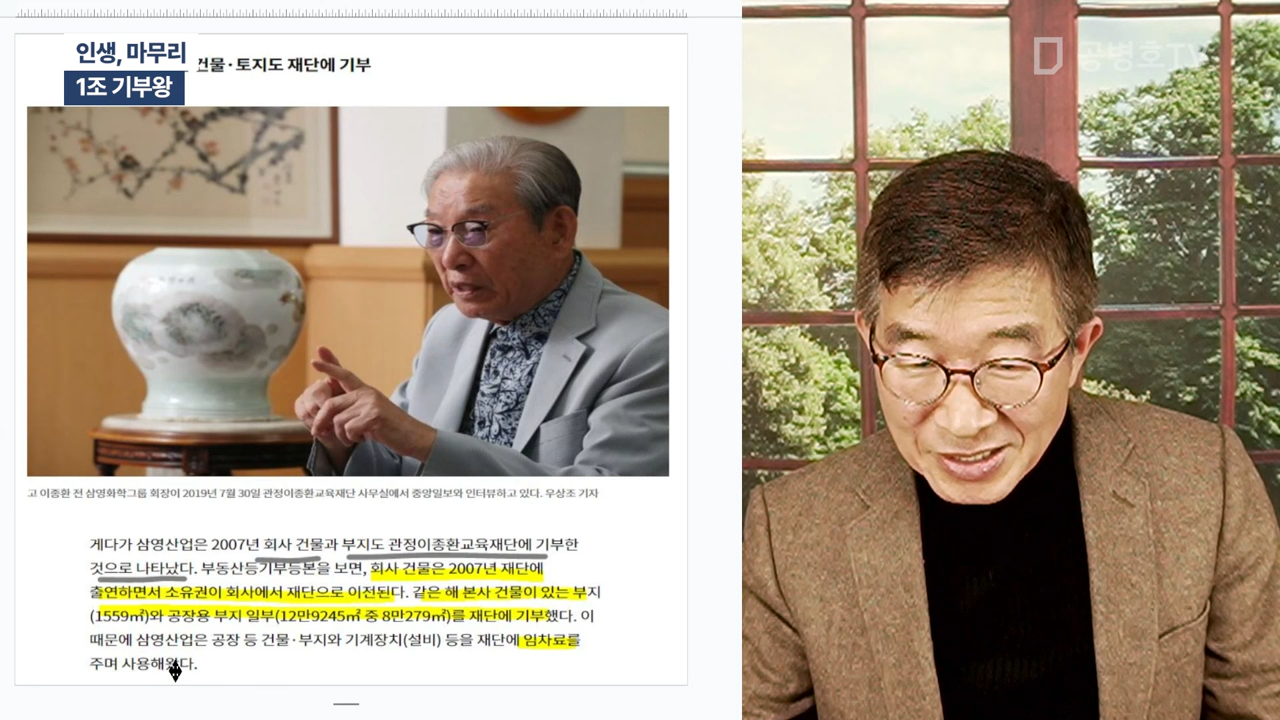 인생, 마무리
1조 기부왕
건물·토지도 재단에 기부
공병호TV
고 이종환 전 삼영화학그룹 회장이 2019년 7월 30일 관정이종환교육재단 사무실에서 중앙일보와 인터뷰하고 있다. 우상조 기자
게다가 삼영산업은 2007년 회사 건물과 부지도 관정이종환교육재단에 기부한
것으로 나타났다. 부동산등기부등본을 보면, 회사 건물은 2007년 재단에
출연하면서 소유권이 회사에서 재단으로 이전된다. 같은 해 본사 건물이 있는 부지
(1559㎡)와 공장용 부지 일부(12만9245㎡ 중 8만279㎡)를 재단에 기부했다. 이
때문에 삼영산업은 공장 등 건물·부지와 기계장치(설비) 등을 재단에 임차료를
주며 사용해왔다.